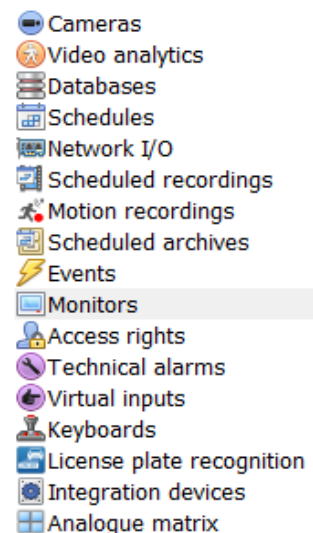 Cameras
Video analytics
Databases
Schedules
Network I/O
Scheduled recordings
Motion recordings
Scheduled archives
Events
Monitors
Access rights
Technical alarms
Virtual inputs
Keyboards
License plate recognition
Integration devices
Analogue matrix